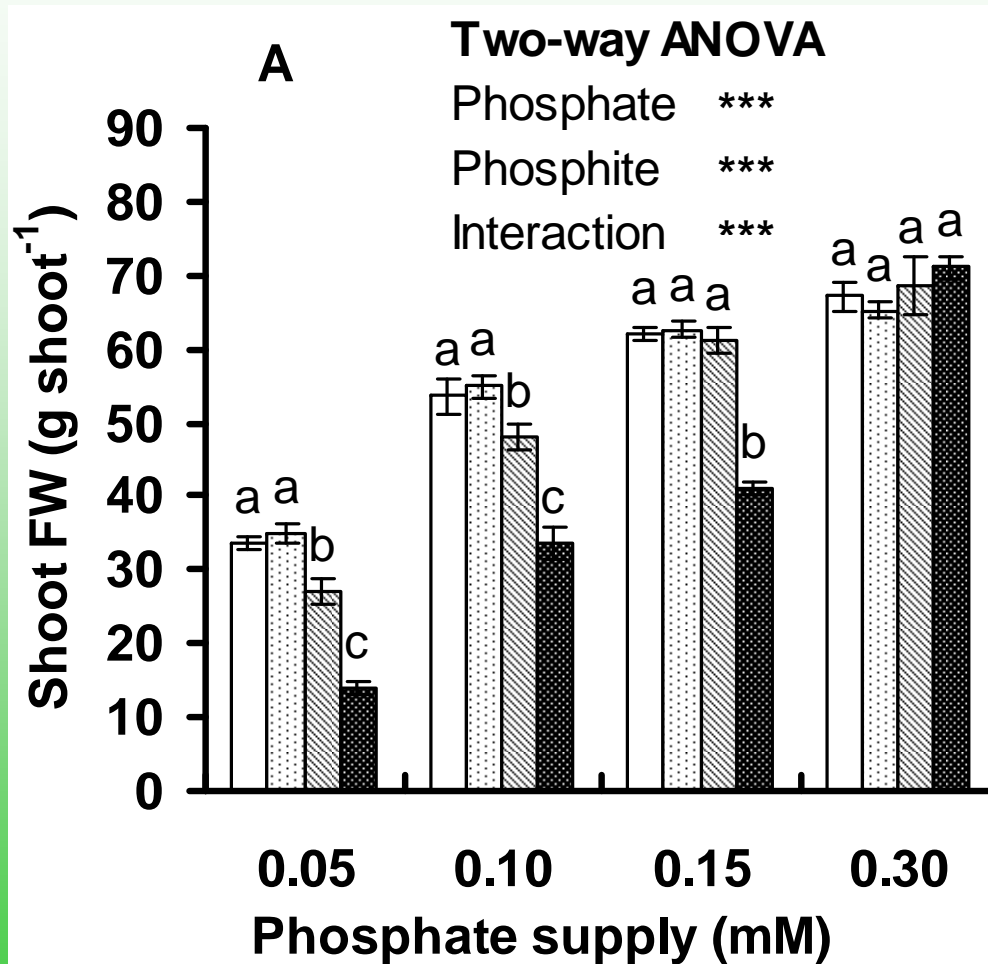 A
Two-way ANOVA
Phosphate ***
Phosphite ***
Interaction ***
Shoot FW (g shoot-1)
90
80
70
60
50
40
30
20
10
0
a a b c
a a b c
a a a b
a a a a
0.05 0.10 0.15 0.30
Phosphate supply (mM)